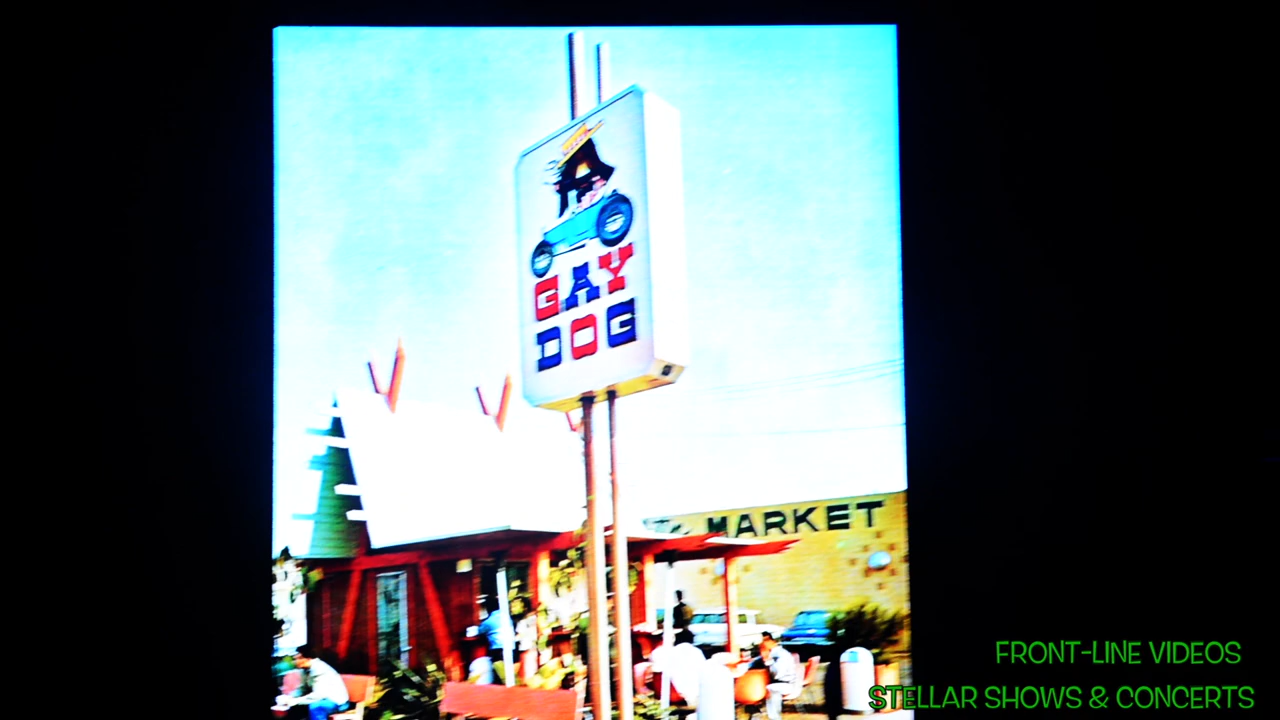 GAY
DOG
MARKET
FRONT-LINE VIDEOS
STELLAR SHOWS & CONCERTS